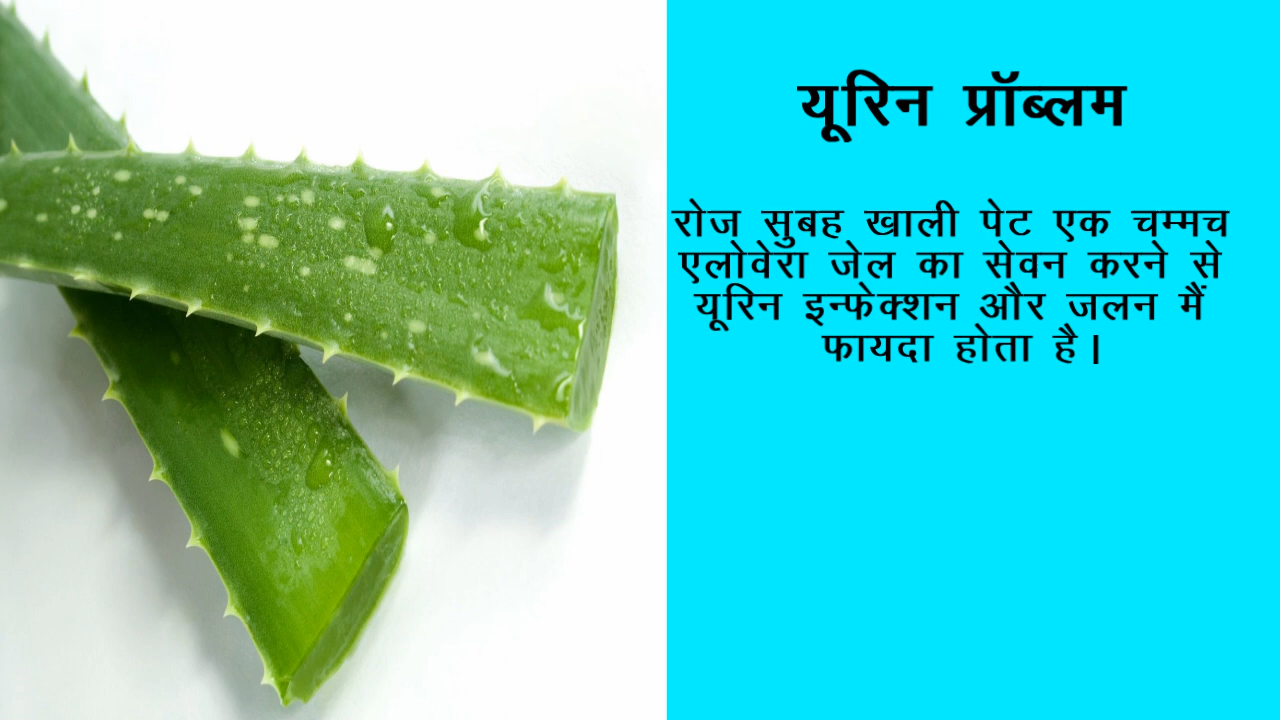 यूरिन प्रॉब्लम
रोज सुबह खाली पेट एक चम्मच
एलोवेरा जेल का सेवन करने से
यूरिन इन्फेक्शन और जलन मैं
फायदा होता है।